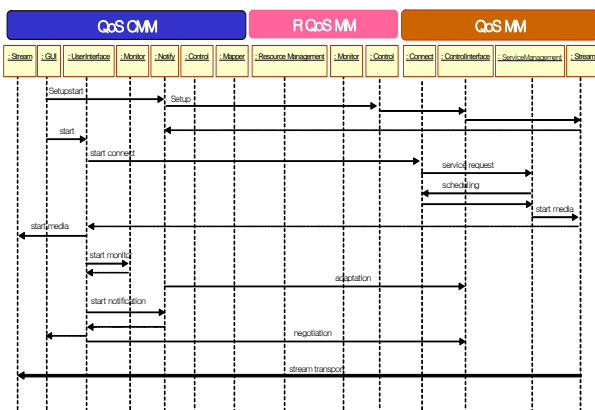 QoS CMM
R QoS MM
QoS MM
: Stream
: GUI
: UserInterface
: Monitor
: Notify
: Control
: Mapper
: Resource Management
: Monitor
: Control
: Connect
: ControlInterface
: ServiceManagement
: Stream
Setupstart
Setup
start
start connect
service request
scheduling
start media
start media
start monitor
adaptation
start notification
negotiation
stream transport